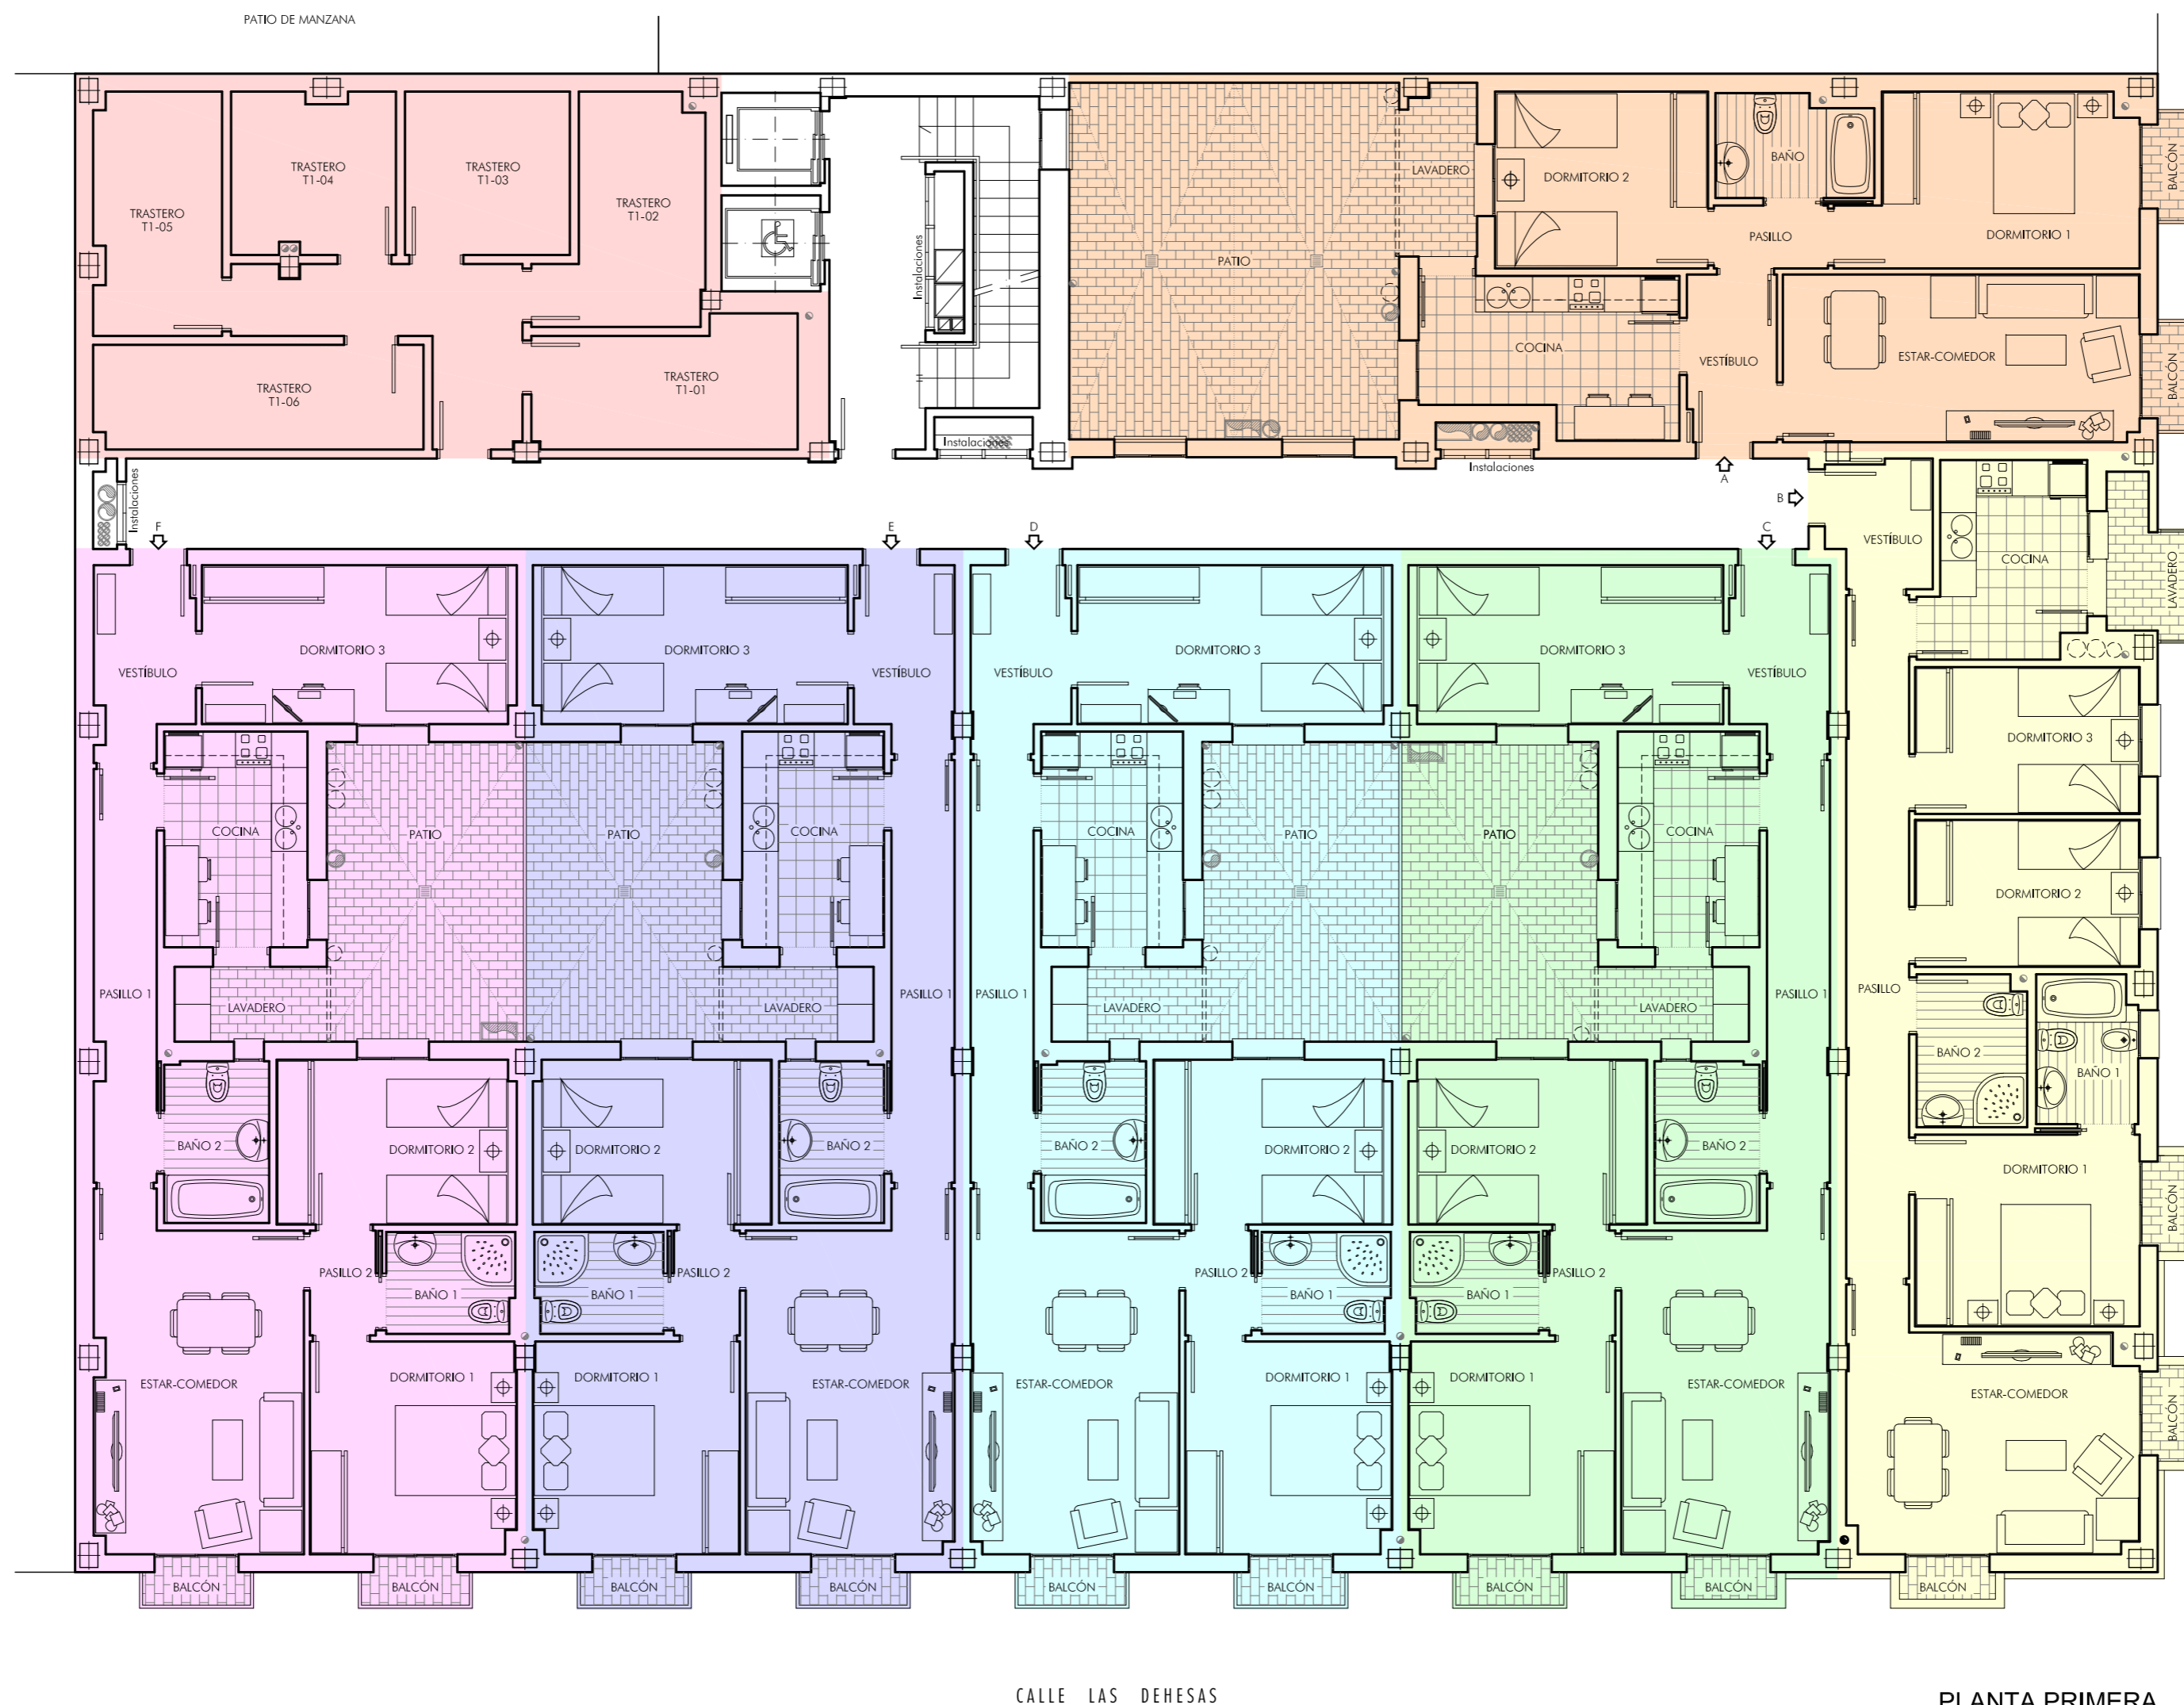 PATIO DE MANZANA
TRASTERO
T1-05
TRASTERO
T1-04
TRASTERO
T1-03
TRASTERO
T1-02
TRASTERO
T1-06
TRASTERO
T1-01
Instalaciones
Instalaciones
Instalaciones
Instalaciones
PATIO
LAVADERO
DORMITORIO 2
BAÑO
DORMITORIO 1
BALCÓN
PASILLO
COCINA
VESTÍBULO
ESTAR-COMEDOR
BALCÓN
A
B
F
E
D
C
VESTÍBULO
COCINA
LAVADERO
DORMITORIO 3
DORMITORIO 2
PASILLO
BAÑO 2
BAÑO 1
DORMITORIO 1
BALCÓN
ESTAR-COMEDOR
BALCÓN
BALCÓN
VESTÍBULO
DORMITORIO 3
COCINA
PATIO
PASILLO 1
LAVADERO
BAÑO 2
DORMITORIO 2
PASILLO 2
BAÑO 1
ESTAR-COMEDOR
DORMITORIO 1
BALCÓN
BALCÓN
DORMITORIO 3
VESTÍBULO
PATIO
COCINA
LAVADERO
PASILLO 1
DORMITORIO 2
BAÑO 2
BAÑO 1
PASILLO 2
DORMITORIO 1
ESTAR-COMEDOR
BALCÓN
BALCÓN
VESTÍBULO
DORMITORIO 3
COCINA
PATIO
PASILLO 1
LAVADERO
BAÑO 2
DORMITORIO 2
PASILLO 2
BAÑO 1
ESTAR-COMEDOR
DORMITORIO 1
BALCÓN
BALCÓN
DORMITORIO 3
VESTÍBULO
PATIO
COCINA
LAVADERO
PASILLO 1
DORMITORIO 2
BAÑO 2
BAÑO 1
PASILLO 2
DORMITORIO 1
ESTAR-COMEDOR
BALCÓN
BALCÓN
CALLE LAS DEHESAS
PLANTA PRIMERA